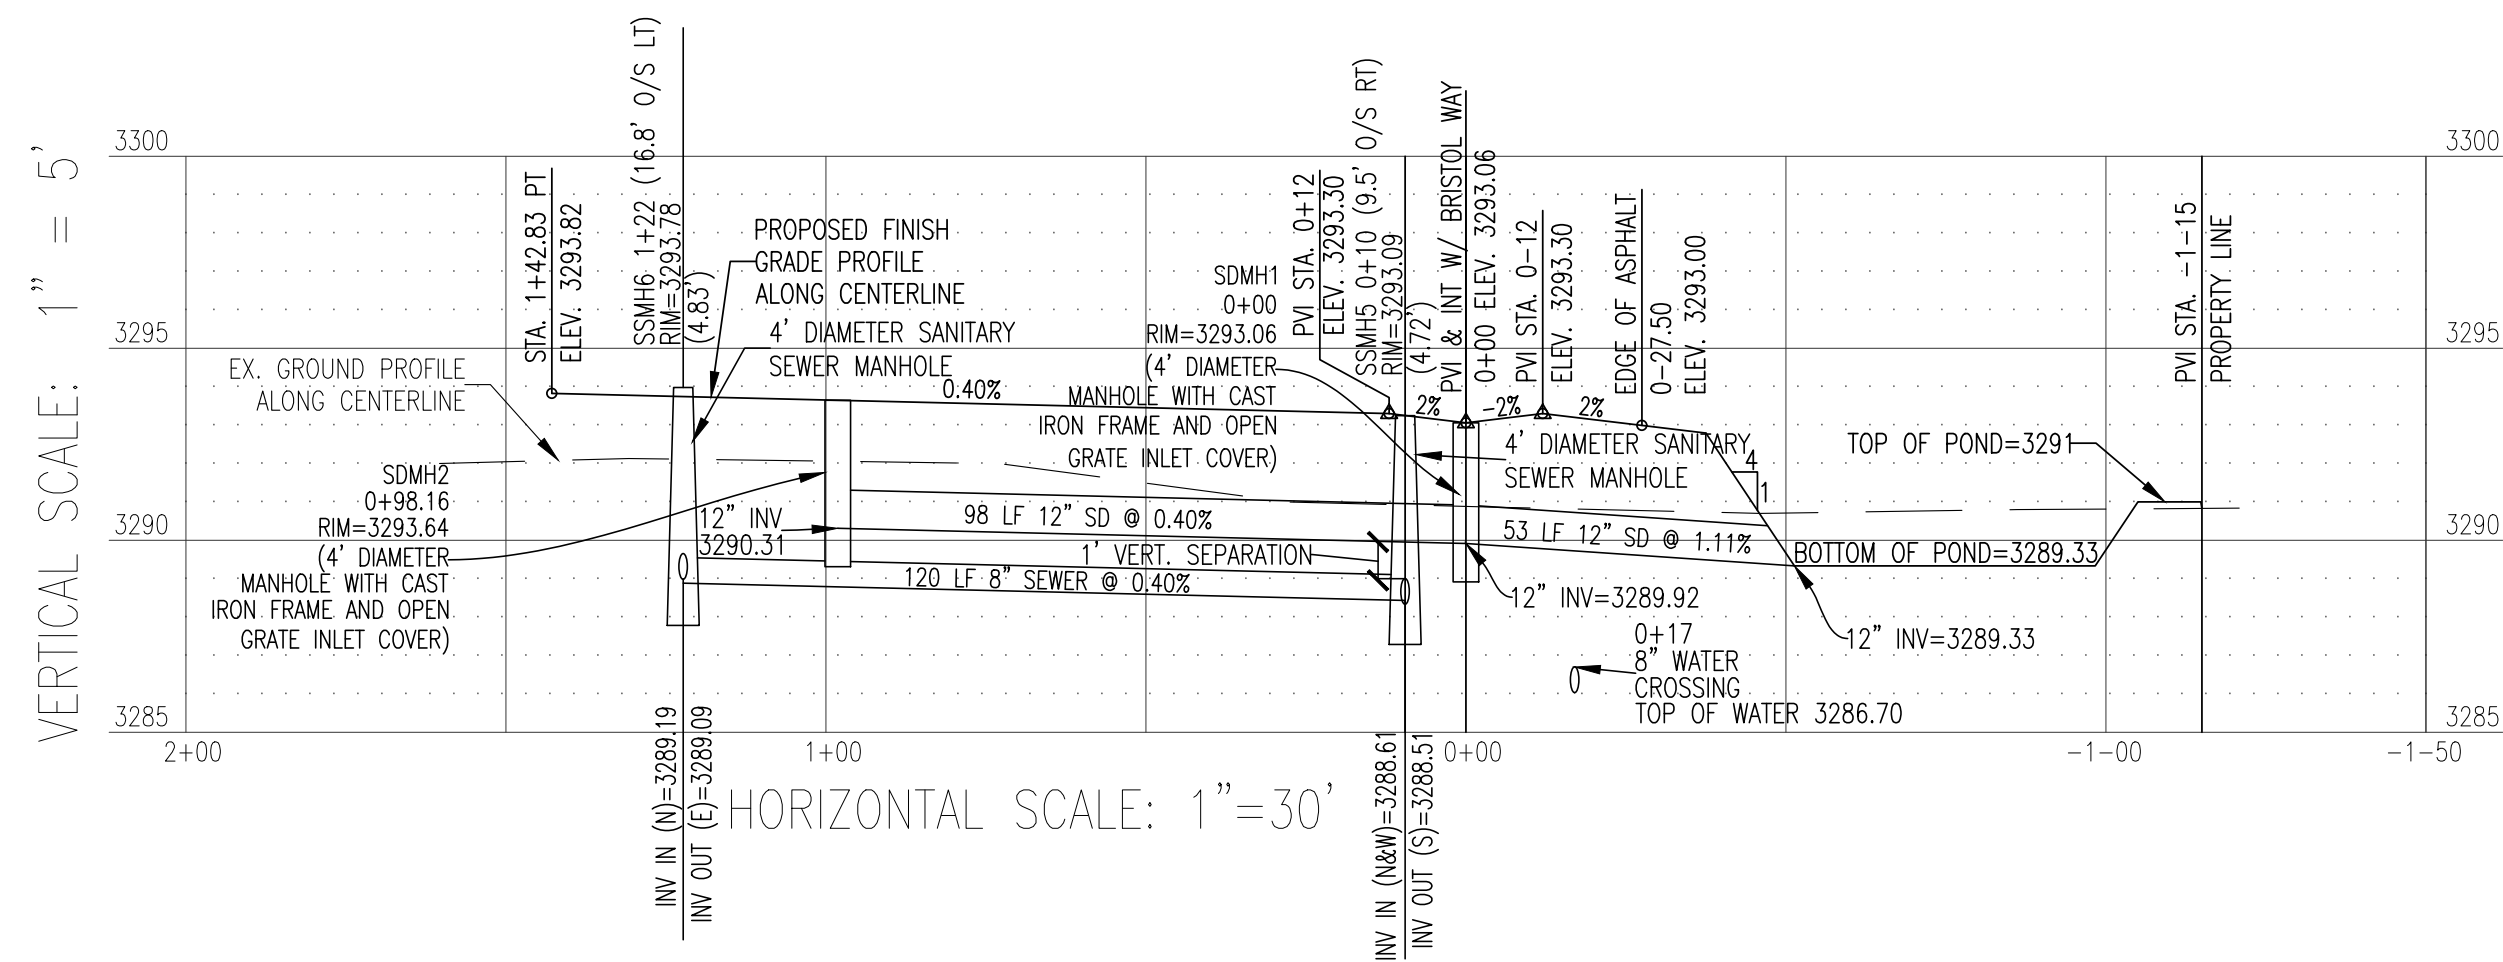 VERTICAL SCALE: 1" = 5'
3300
3295
3290
3285
3300
3295
3290
3285
STA. 1+42.83 PT
ELEV. 3293.82
SSMH6 1+22 (16.8' O/S LT)
RIM=3293.78
(4.83')
PROPOSED FINISH
GRADE PROFILE
ALONG CENTERLINE
4' DIAMETER SANITARY
SEWER MANHOLE
0.40%
EX. GROUND PROFILE
ALONG CENTERLINE
SDMH2
0+98.16
RIM=3293.64
(4' DIAMETER
MANHOLE WITH CAST
IRON FRAME AND OPEN
GRATE INLET COVER)
12" INV
3290.31
98 LF 12" SD @ 0.40%
1' VERT. SEPARATION
120 LF 8" SEWER @ 0.40%
SDMH1
0+00
RIM=3293.06
(4' DIAMETER
MANHOLE WITH CAST
IRON FRAME AND OPEN
GRATE INLET COVER)
PVI STA. 0+12
ELEV. 3293.30
SSMH5 0+10 (9.5' O/S RT)
RIM=3293.09
(4.72')
PVI & INT W/ BRISTOL WAY
0+00 ELEV. 3293.06
PVI STA. 0-12
ELEV. 3293.30
EDGE OF ASPHALT
0-27.50
ELEV. 3293.00
2%
-2%
2%
4' DIAMETER SANITARY
SEWER MANHOLE
4
1
TOP OF POND=3291
PVI STA. -1-15
PROPERTY LINE
53 LF 12" SD @ 1.11%
BOTTOM OF POND=3289.33
12" INV=3289.92
12" INV=3289.33
0+17
8" WATER
CROSSING
TOP OF WATER 3286.70
INV IN (N)=3289.19
INV OUT (E)=3289.09
INV IN (N&W)=3288.61
INV OUT (S)=3288.51
2+00
1+00
0+00
-1-00
-1-50
HORIZONTAL SCALE: 1"=30'